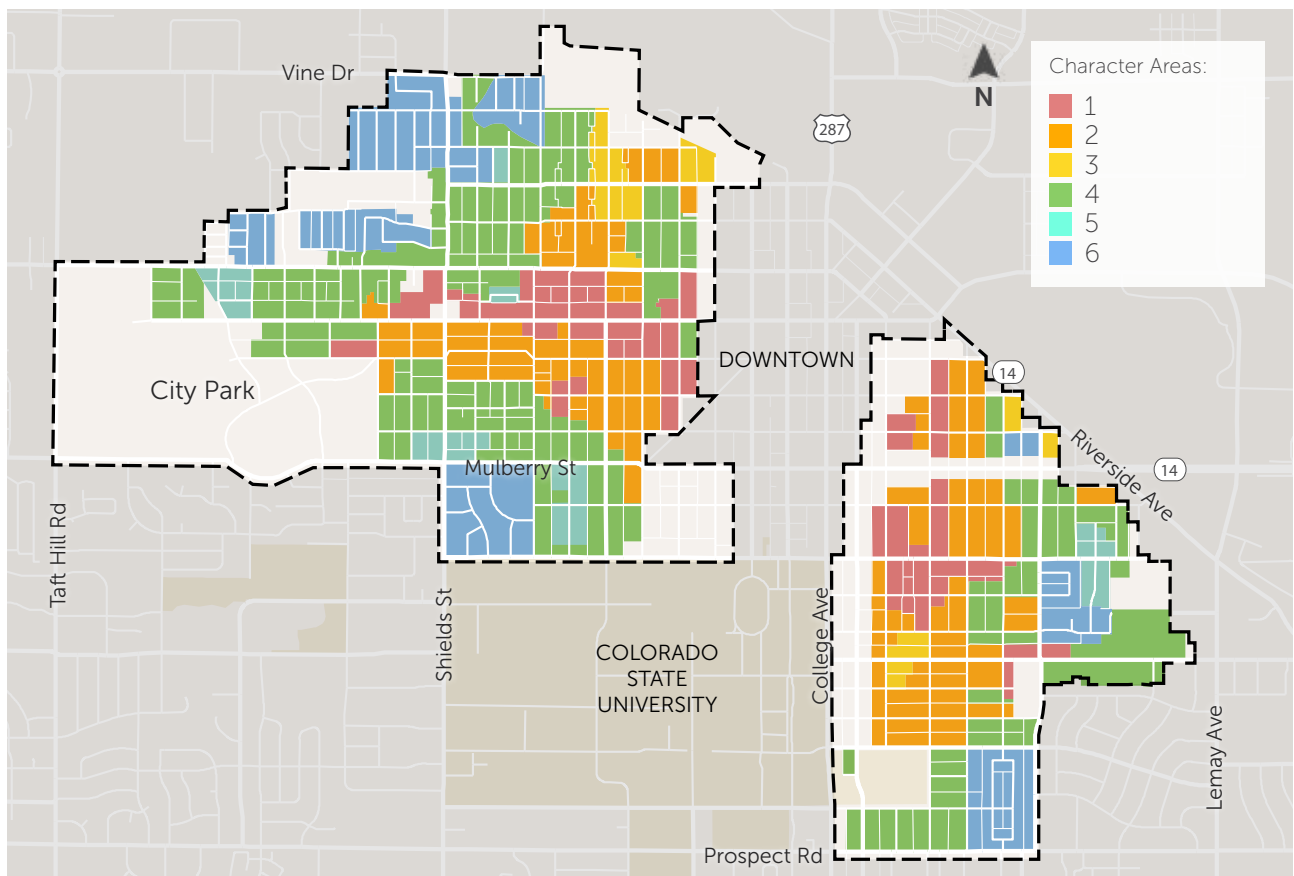 Vine Dr
287
N
Character Areas:
1
2
3
4
5
6
DOWNTOWN
14
City Park
Mulberry St
Riverside Ave
14
Taft Hill Rd
Shields St
COLORADO
STATE
UNIVERSITY
College Ave
Lemay Ave
Prospect Rd